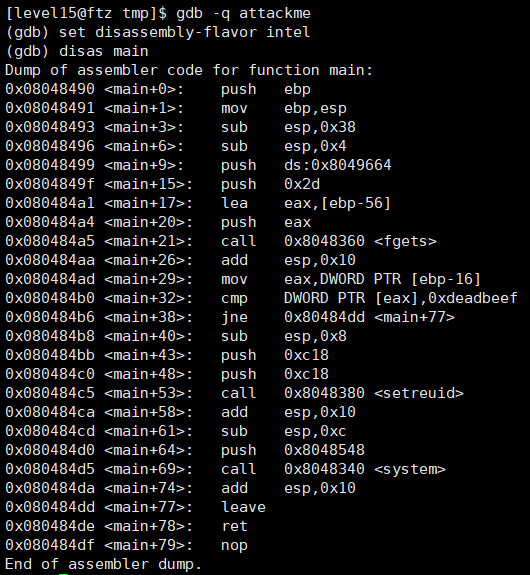 [level15@ftz tmp]$ gdb -q attackme
(gdb) set disassembly-flavor intel
(gdb) disas main
Dump of assembler code for function main:
0x08048490 <main+0>:    push   ebp
0x08048491 <main+1>:    mov    ebp,esp
0x08048493 <main+3>:    sub    esp,0x38
0x08048496 <main+6>:    sub    esp,0x4
0x08048499 <main+9>:    push   ds:0x8049664
0x0804849f <main+15>:   push   0x2d
0x080484a1 <main+17>:   lea    eax,[ebp-56]
0x080484a4 <main+20>:   push   eax
0x080484a5 <main+21>:   call   0x8048360 <fgets>
0x080484aa <main+26>:   add    esp,0x10
0x080484ad <main+29>:   mov    eax,DWORD PTR [ebp-16]
0x080484b0 <main+32>:   cmp    DWORD PTR [eax],0xdeadbeef
0x080484b6 <main+38>:   jne    0x80484dd <main+77>
0x080484b8 <main+40>:   sub    esp,0x8
0x080484bb <main+43>:   push   0xc18
0x080484c0 <main+48>:   push   0xc18
0x080484c5 <main+53>:   call   0x8048380 <setreuid>
0x080484ca <main+58>:   add    esp,0x10
0x080484cd <main+61>:   sub    esp,0xc
0x080484d0 <main+64>:   push   0x8048548
0x080484d5 <main+69>:   call   0x8048340 <system>
0x080484da <main+74>:   add    esp,0x10
0x080484dd <main+77>:   leave
0x080484de <main+78>:   ret
0x080484df <main+79>:   nop
End of assembler dump.